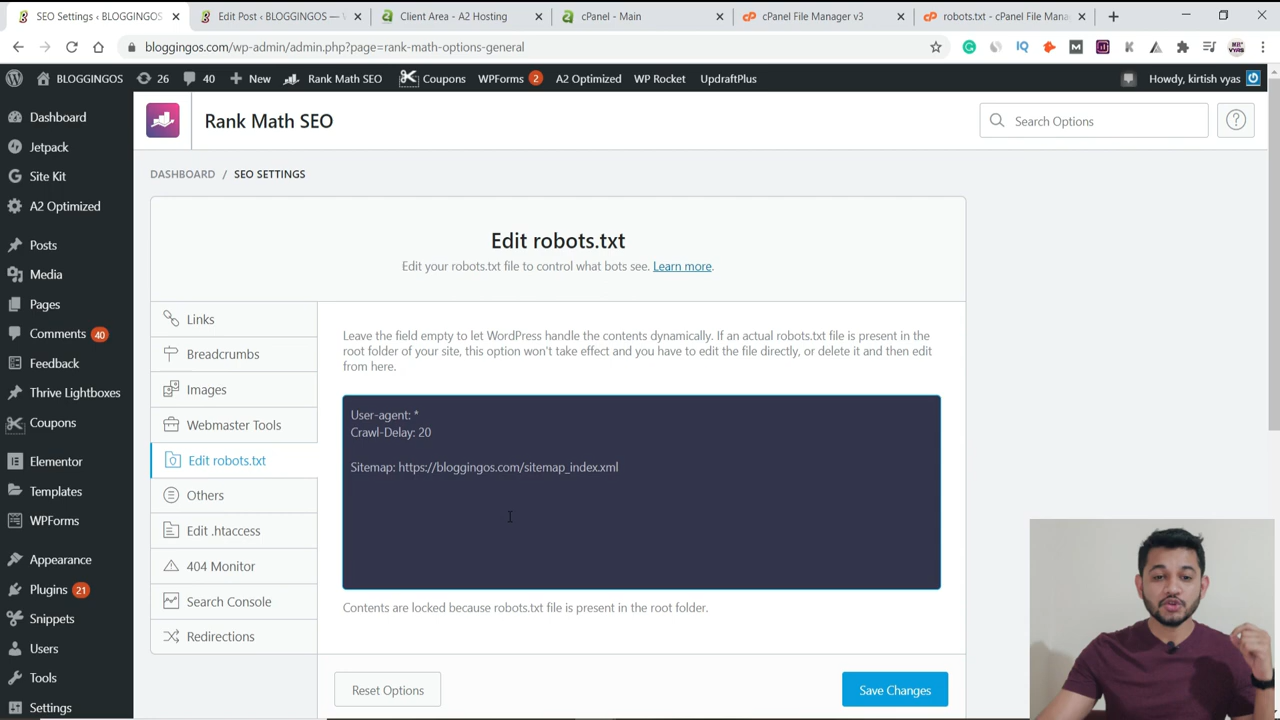 SEO Settings ‹ BLOGGINGOS —
Edit Post ‹ BLOGGINGOS — W
Client Area - A2 Hosting
cPanel - Main
cPanel File Manager v3
robots.txt - cPanel File Mana
bloggingos.com/wp-admin/admin.php?page=rank-math-options-general
BLOGGINGOS
26
40
New
Rank Math SEO
Coupons
WPForms
2
A2 Optimized
WP Rocket
UpdraftPlus
Howdy, kirtish vyas
Dashboard
Jetpack
Site Kit
A2 Optimized
Posts
Media
Pages
Comments 40
Feedback
Thrive Lightboxes
Coupons
Elementor
Templates
WPForms
Appearance
Plugins 21
Snippets
Users
Tools
Settings
Rank Math SEO
Search Options
DASHBOARD / SEO SETTINGS
Edit robots.txt
Edit your robots.txt file to control what bots see. Learn more.
Links
Breadcrumbs
Images
Webmaster Tools
Edit robots.txt
Others
Edit .htaccess
404 Monitor
Search Console
Redirections
Leave the field empty to let WordPress handle the contents dynamically. If an actual robots.txt file is present in the
root folder of your site, this option won't take effect and you have to edit the file directly, or delete it and then edit
from here.
User-agent: *
Crawl-Delay: 20
Sitemap: https://bloggingos.com/sitemap_index.xml
Contents are locked because robots.txt file is present in the root folder.
Reset Options
Save Changes